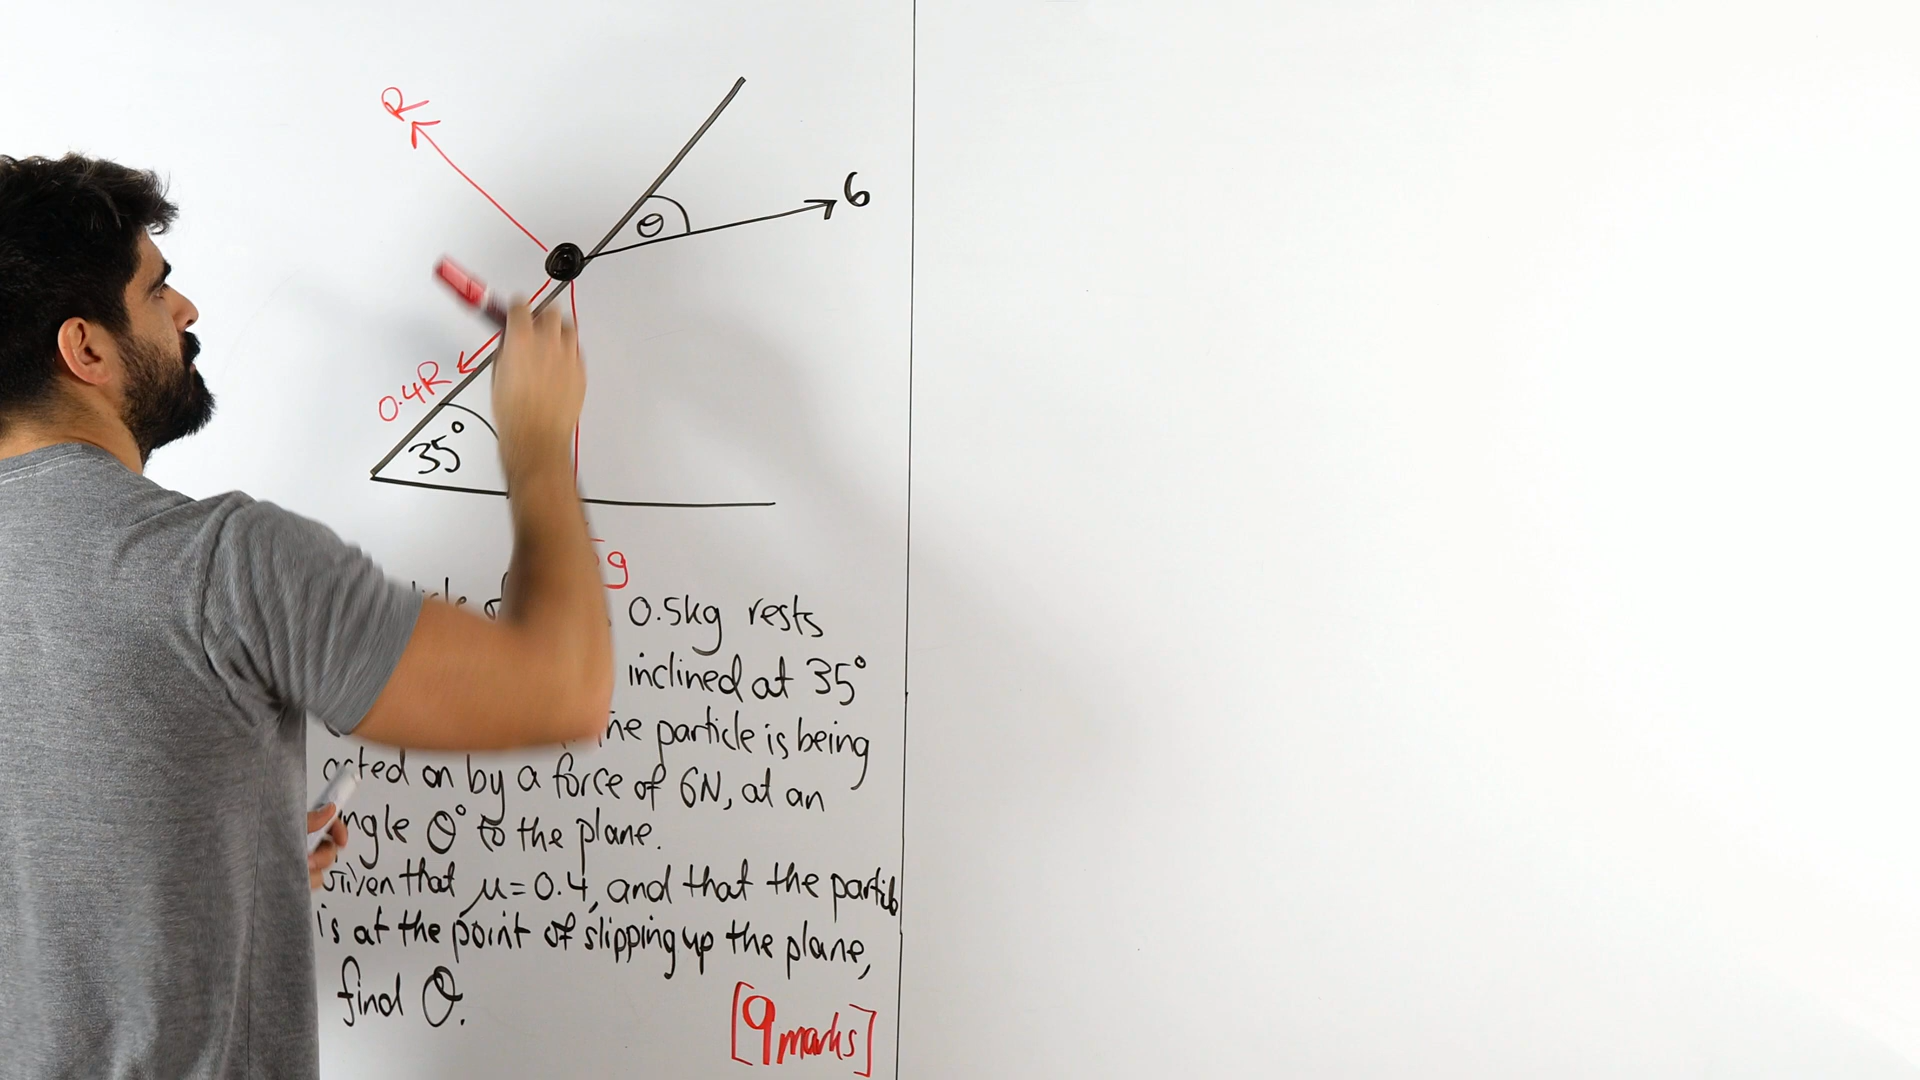 R
6
θ
0.4R
35°
g
0.5kg rests
inclined at 35°
particle is being
acted on by a force of 6N, at an
angle θ° to the plane.
Given that μ=0.4, and that the
is at the point of slipping up the plane,
find θ.
[9 marks]